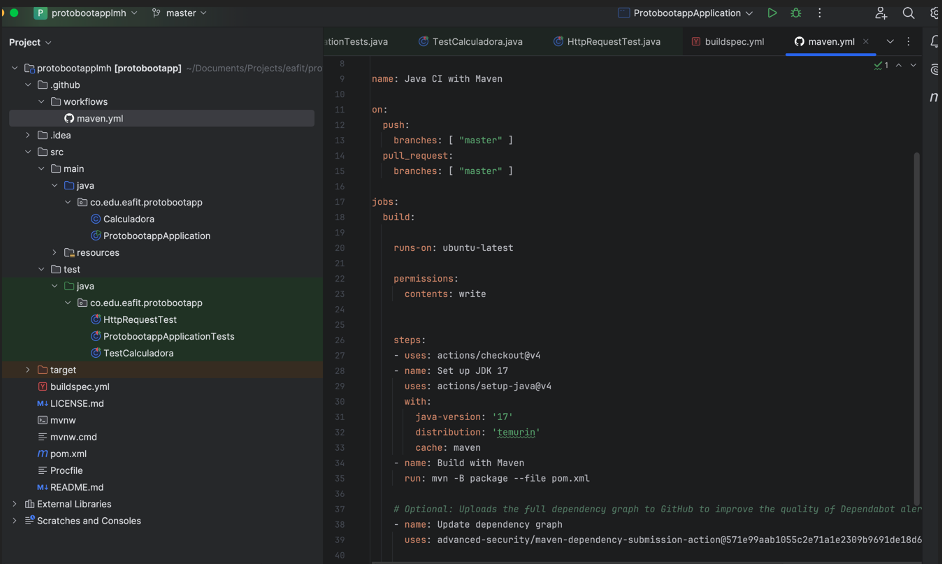 P protobootapplmh master ProtobootappApplication
Project
ationTests.java TestCalculadora.java HttpRequestTest.java buildspec.yml maven.yml
1
protobootapplmh [protobootapp] ~/Documents/Projects/eafit/pro
.github
workflows
maven.yml
.idea
src
main
java
co.edu.eafit.protobootapp
Calculadora
ProtobootappApplication
resources
test
java
co.edu.eafit.protobootapp
HttpRequestTest
ProtobootappApplicationTests
TestCalculadora
target
buildspec.yml
LICENSE.md
mvnw
mvnw.cmd
pom.xml
Procfile
README.md
External Libraries
Scratches and Consoles
8
9 name: Java CI with Maven
10
11 on:
12 push:
13 branches: [ "master" ]
14 pull_request:
15 branches: [ "master" ]
16
17 jobs:
18 build:
19
20 runs-on: ubuntu-latest
21
22 permissions:
23 contents: write
24
25
26 steps:
27 - uses: actions/checkout@v4
28 - name: Set up JDK 17
29 uses: actions/setup-java@v4
30 with:
31 java-version: '17'
32 distribution: 'temurin'
33 cache: maven
34 - name: Build with Maven
35 run: mvn -B package --file pom.xml
36
37 # Optional: Uploads the full dependency graph to GitHub to improve the quality of Dependabot aler
38 - name: Update dependency graph
39 uses: advanced-security/maven-dependency-submission-action@571e99aab1055c2e71a1e2309b9691de18d6
40